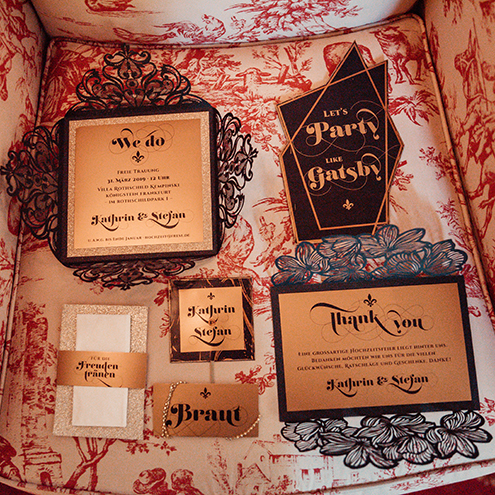 We do
Freie Trauung
31. März 2019 · 12 Uhr
Villa Rothschild Kempinski
Königstein Frankfurt
Im Rothschildpark 1
Kathrin & Stefan
Let's
Party
like
Gatsby
Thank you
Eine grossartige Hochzeitsfeier liegt hinter uns.
Bedanken möchten wir uns für die vielen
Glückwünsche, Ratschläge und Geschenke. Danke!
Kathrin & Stefan
Kathrin
& Stefan
Für die
Freuden
tränen
Braut